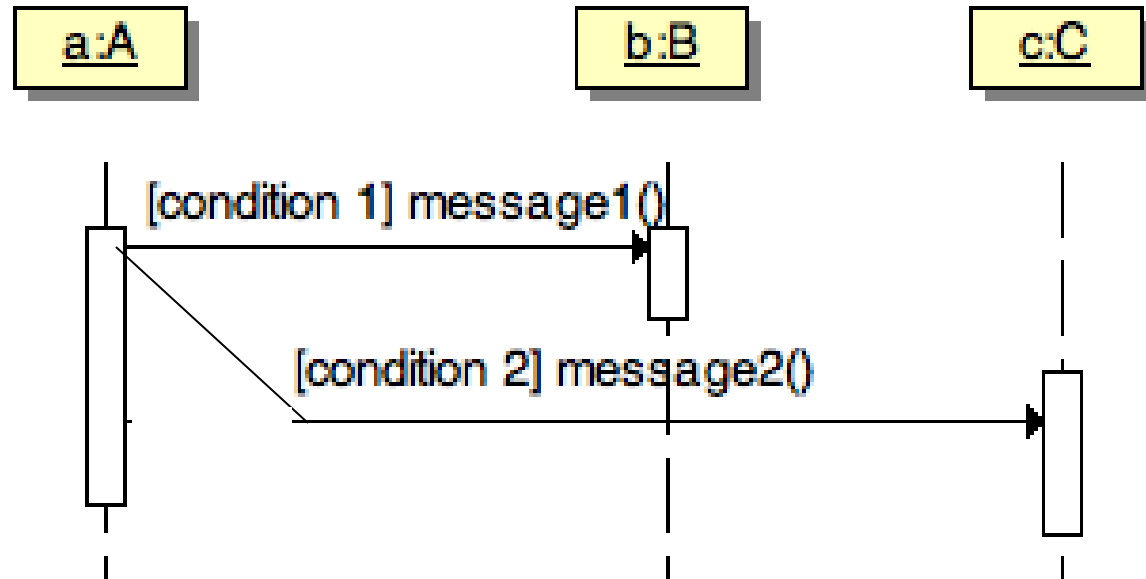 a:A
b:B
c:C
[condition 1] message1()
[condition 2] message2()